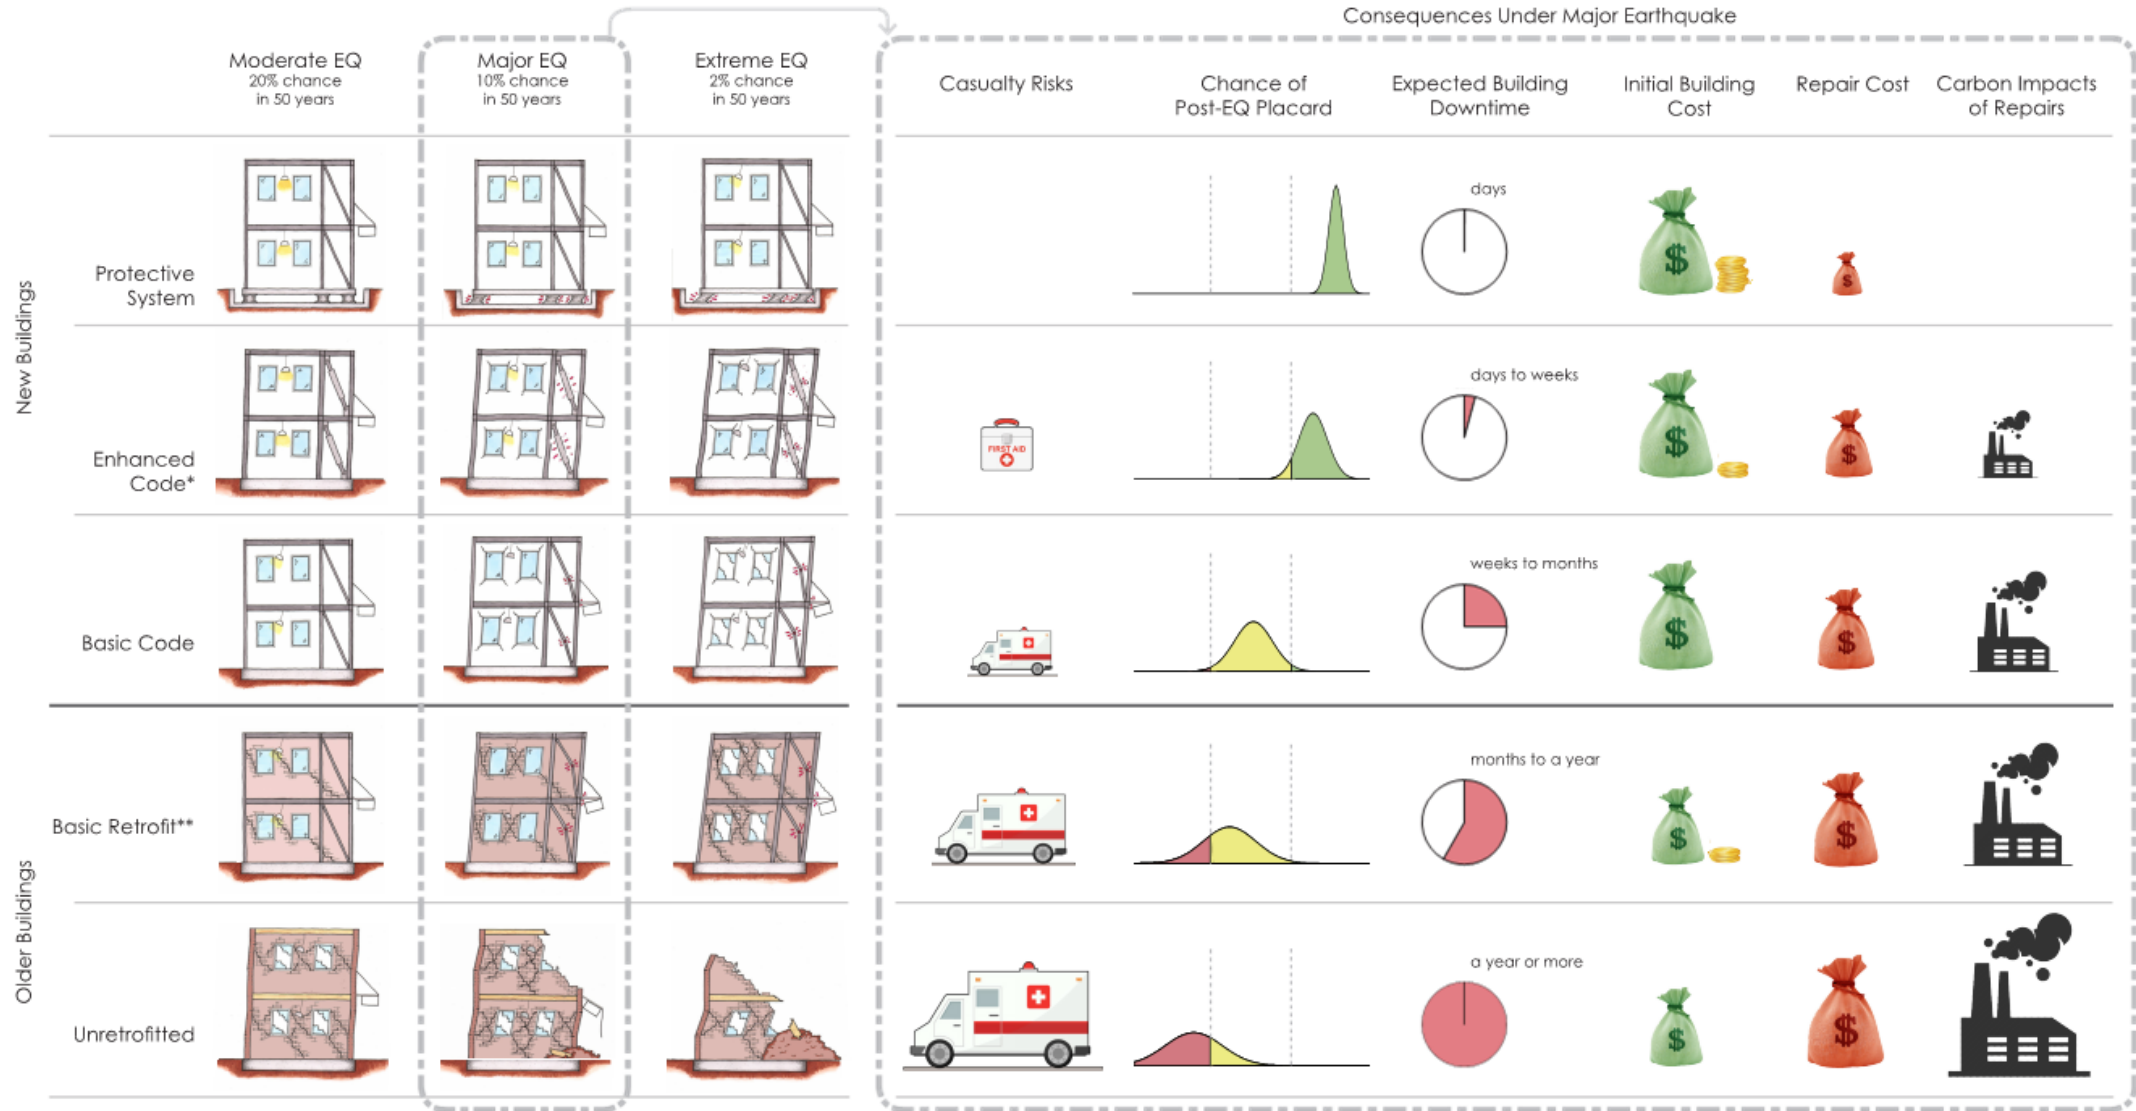 Consequences Under Major Earthquake
Moderate EQ
20% chance
in 50 years
Major EQ
10% chance
in 50 years
Extreme EQ
2% chance
in 50 years
Casualty Risks
Chance of
Post-EQ Placard
Expected Building
Downtime
Initial Building
Cost
Repair Cost
Carbon Impacts
of Repairs
New Buildings
Protective
System
days
$
$
Enhanced
Code*
FIRST AID
days to weeks
$
$
Basic Code
weeks to months
$
$
Older Buildings
Basic Retrofit**
months to a year
$
$
Unretrofitted
a year or more
$
$